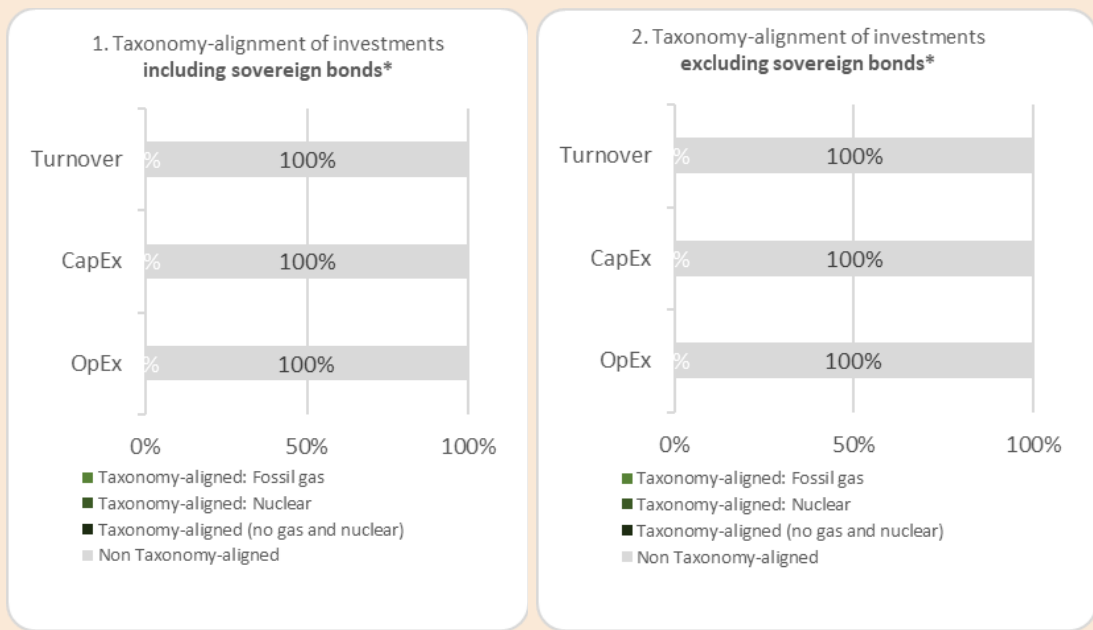 1. Taxonomy-alignment of investments
including sovereign bonds*
Turnover
%
100%
CapEx
%
100%
OpEx
%
100%
0%
50%
100%
Taxonomy-aligned: Fossil gas
Taxonomy-aligned: Nuclear
Taxonomy-aligned (no gas and nuclear)
Non Taxonomy-aligned
2. Taxonomy-alignment of investments
excluding sovereign bonds*
Turnover
%
100%
CapEx
%
100%
OpEx
%
100%
0%
50%
100%
Taxonomy-aligned: Fossil gas
Taxonomy-aligned: Nuclear
Taxonomy-aligned (no gas and nuclear)
Non Taxonomy-aligned